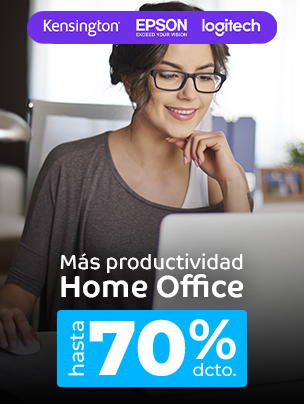 Kensington EPSON logitech
EXCEED YOUR VISION
Más productividad
Home Office
hasta
70%
dcto.